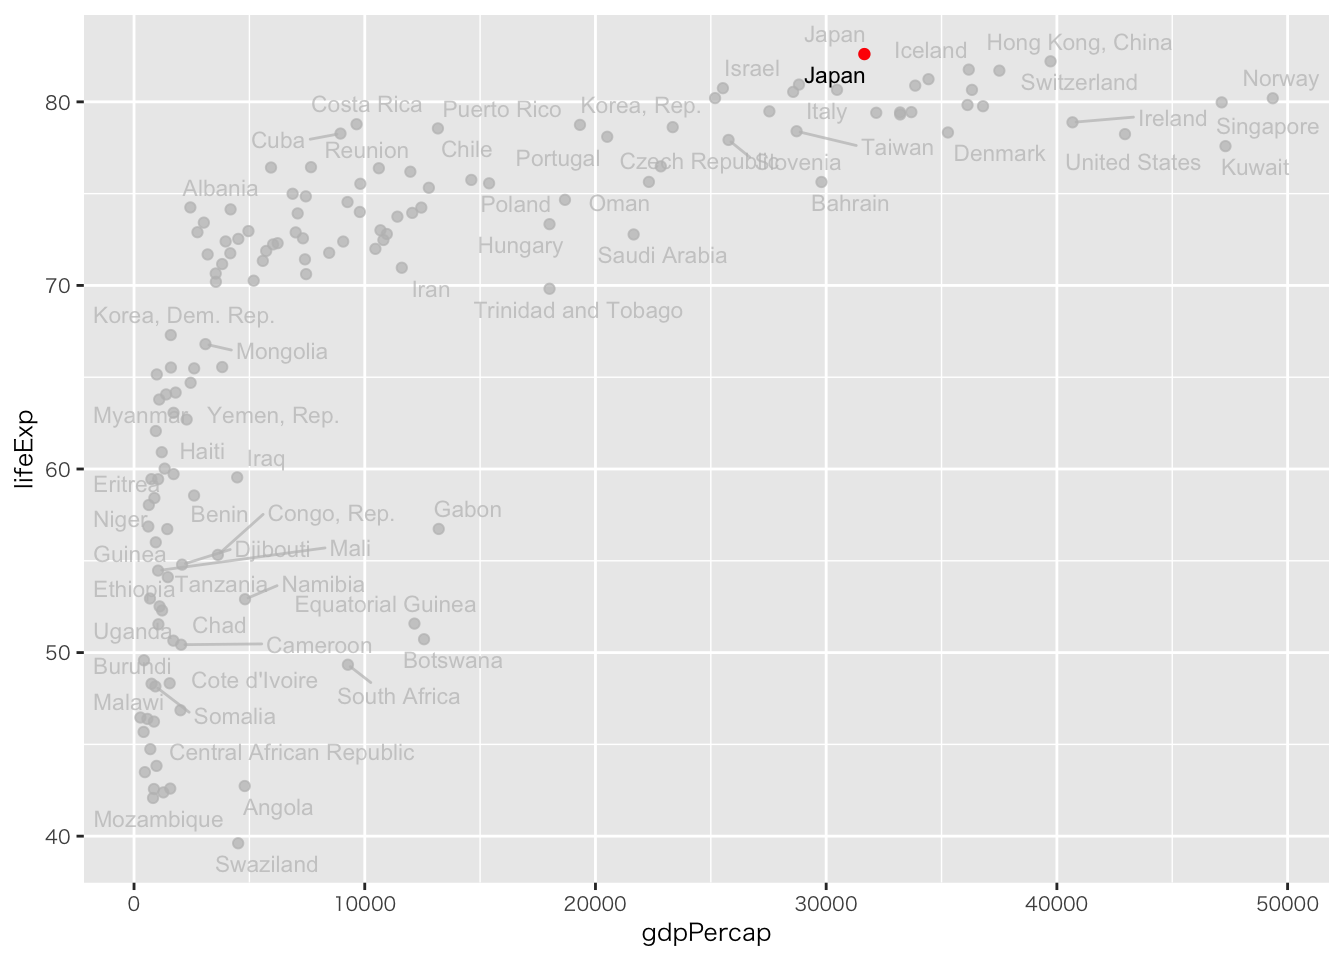 Japan
Iceland
Hong Kong, China
Israel
Japan
Switzerland
Norway
Costa Rica
Puerto Rico
Korea, Rep.
Italy
Ireland
Singapore
Cuba
Reunion
Chile
Portugal
Czech Republic
Slovenia
Taiwan
Denmark
United States
Kuwait
Albania
Poland
Oman
Bahrain
Hungary
Saudi Arabia
Iran
Trinidad and Tobago
Korea, Dem. Rep.
Mongolia
Myanmar
Yemen, Rep.
Haiti
Iraq
Eritrea
Niger
Benin
Congo, Rep.
Gabon
Guinea
Djibouti
Mali
Ethiopia
Tanzania
Namibia
Equatorial Guinea
Uganda
Chad
Cameroon
Botswana
Burundi
Cote d'Ivoire
South Africa
Malawi
Somalia
Central African Republic
Angola
Mozambique
Swaziland
80
70
60
50
40
lifeExp
0
10000
20000
30000
40000
50000
gdpPercap